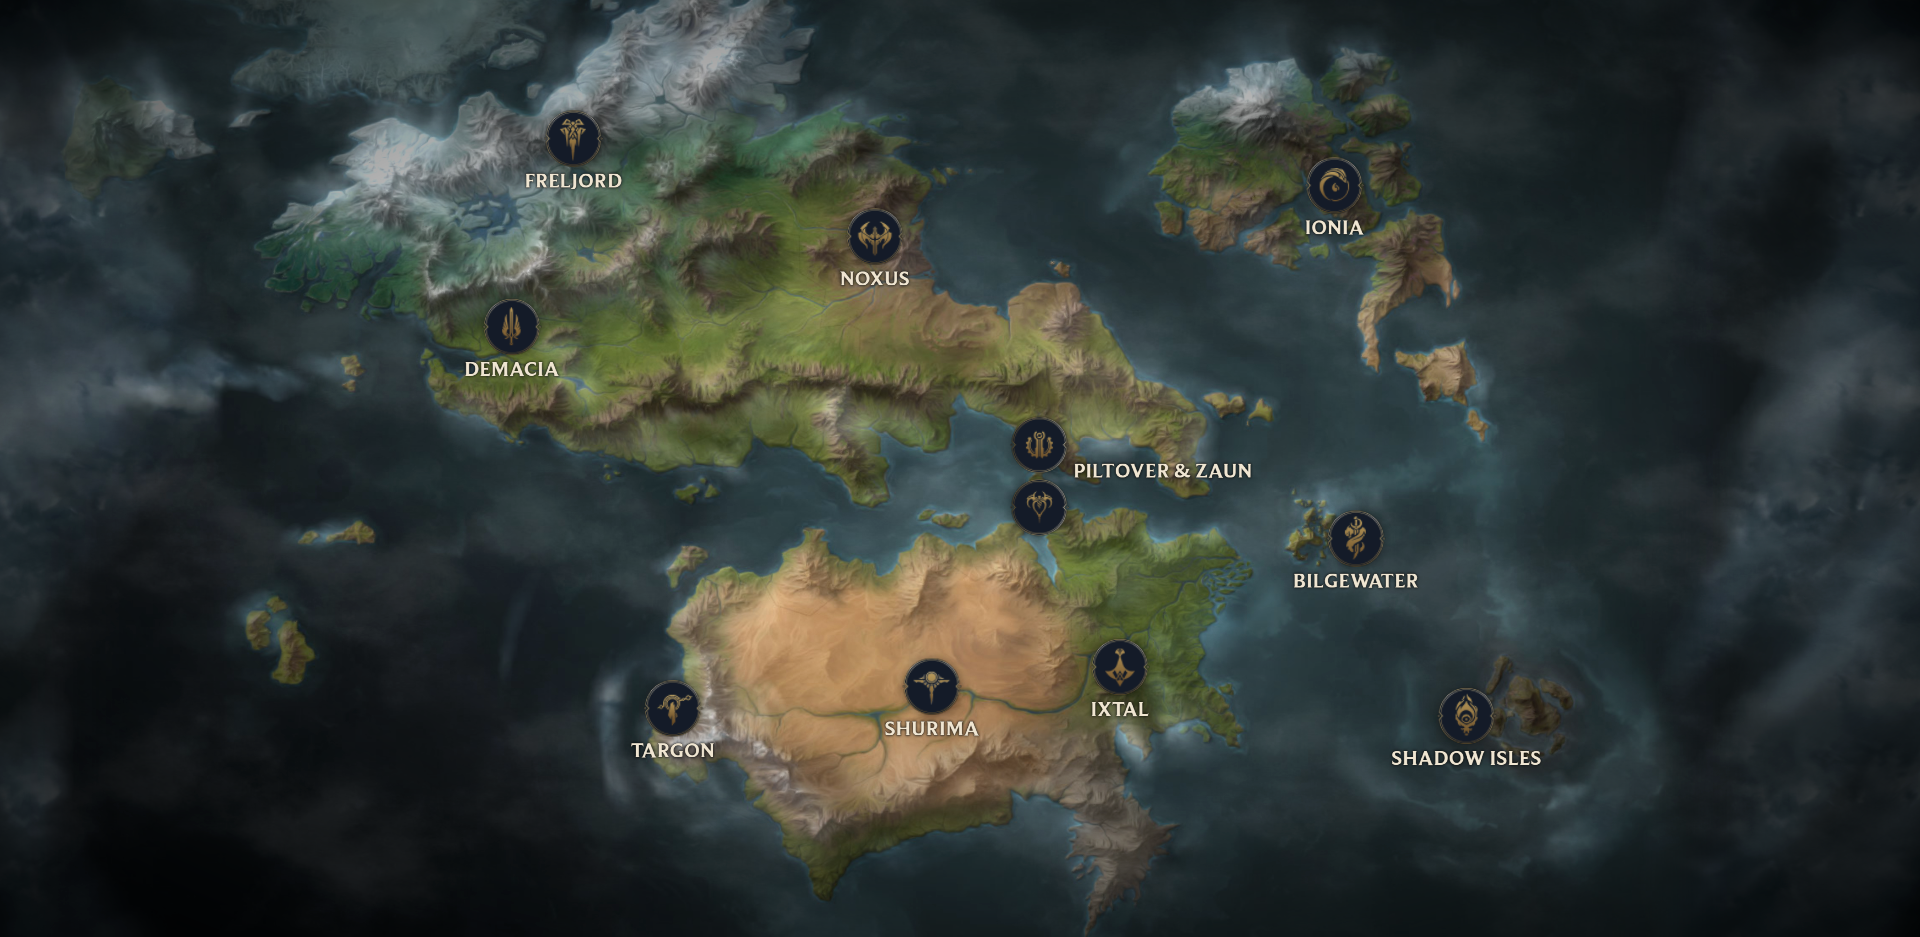 FRELJORD
IONIA
NOXUS
DEMACIA
PILTOVER & ZAUN
BILGEWATER
IXTAL
SHURIMA
TARGON
SHADOW ISLES